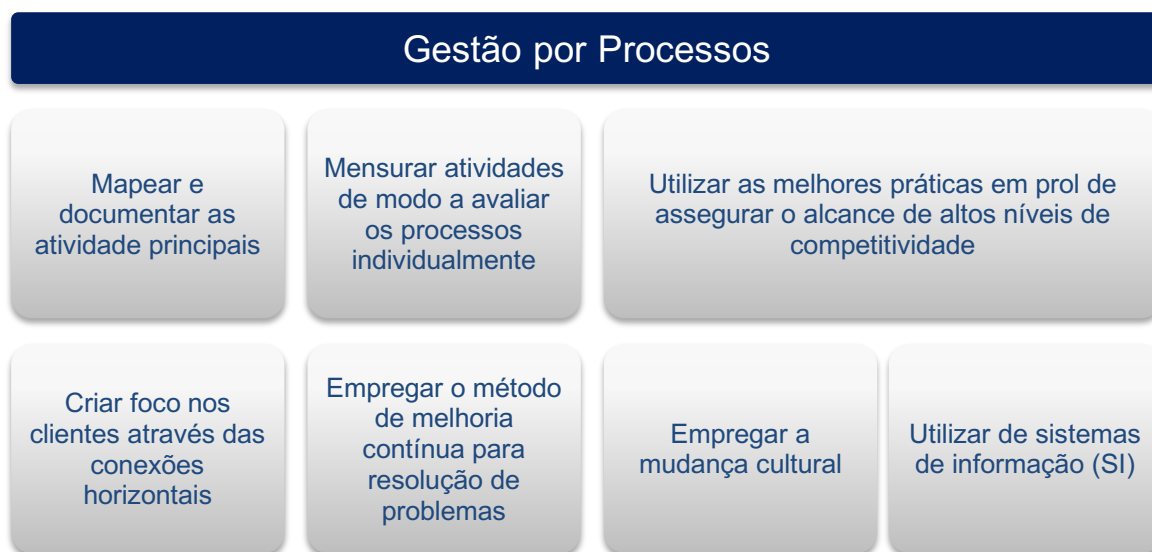 Gestão por Processos
Mapear e
documentar as
atividade principais
Mensurar atividades
de modo a avaliar
os processos
individualmente
Utilizar as melhores práticas em prol de
assegurar o alcance de altos níveis de
competitividade
Criar foco nos
clientes através das
conexões
horizontais
Empregar o método
de melhoria
contínua para
resolução de
problemas
Empregar a
mudança cultural
Utilizar de sistemas
de informação (SI)